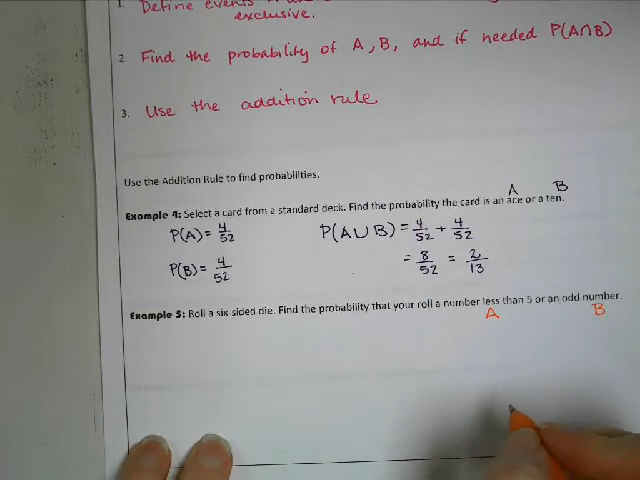 1. Define events
exclusive.
2. Find the probability of A, B, and if needed P(A∩B)
3. Use the addition rule
Use the Addition Rule to find probabilities.
A B
Example 4: Select a card from a standard deck. Find the probability the card is an ace or a ten.
P(A) = 4/52 P(A∪B) = 4/52 + 4/52
P(B) = 4/52 = 8/52 = 2/13
Example 5: Roll a six sided die. Find the probability that your roll a number less than 5 or an odd number.
A B